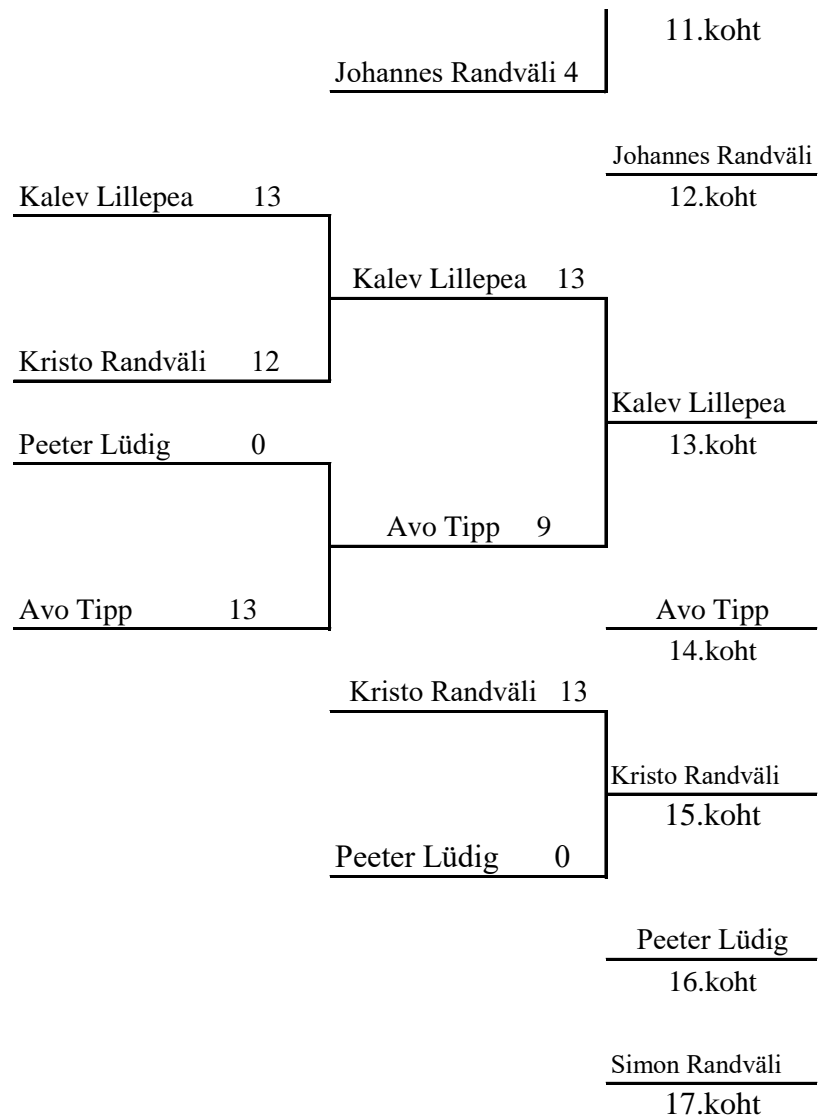 11.koht
Johannes Randväli 4
Johannes Randväli
Kalev Lillepea 13
12.koht
Kalev Lillepea 13
Kristo Randväli 12
Kalev Lillepea
Peeter Lüdig 0
13.koht
Avo Tipp 9
Avo Tipp 13
Avo Tipp
14.koht
Kristo Randväli 13
Kristo Randväli
15.koht
Peeter Lüdig 0
Peeter Lüdig
16.koht
Simon Randväli
17.koht